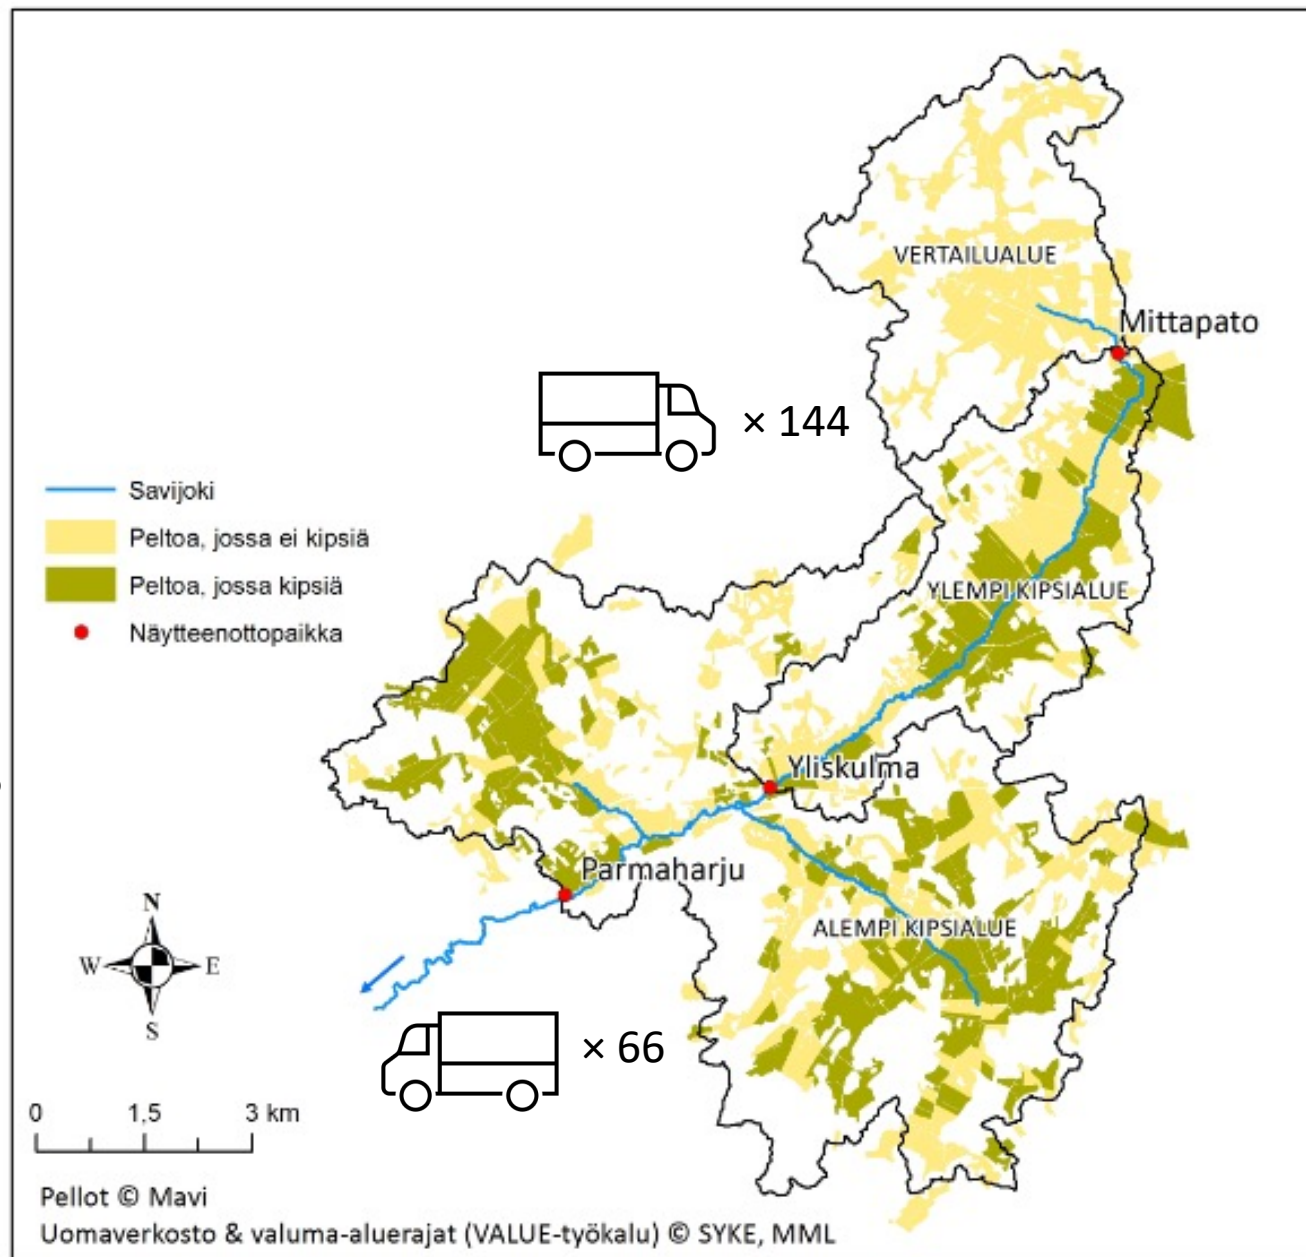 VERTAILUALUE
Mittapato
× 144
Savijoki
Peltoa, jossa ei kipsiä
Peltoa, jossa kipsiä
Näytteenottopaikka
YLEMPI KIPSIALUE
Yliskulma
Parmaharju
ALEMPI KIPSIALUE
N
W E
S
× 66
0 1,5 3 km
Pellot © Mavi
Uomaverkosto & valuma-aluerajat (VALUE-työkalu) © SYKE, MML